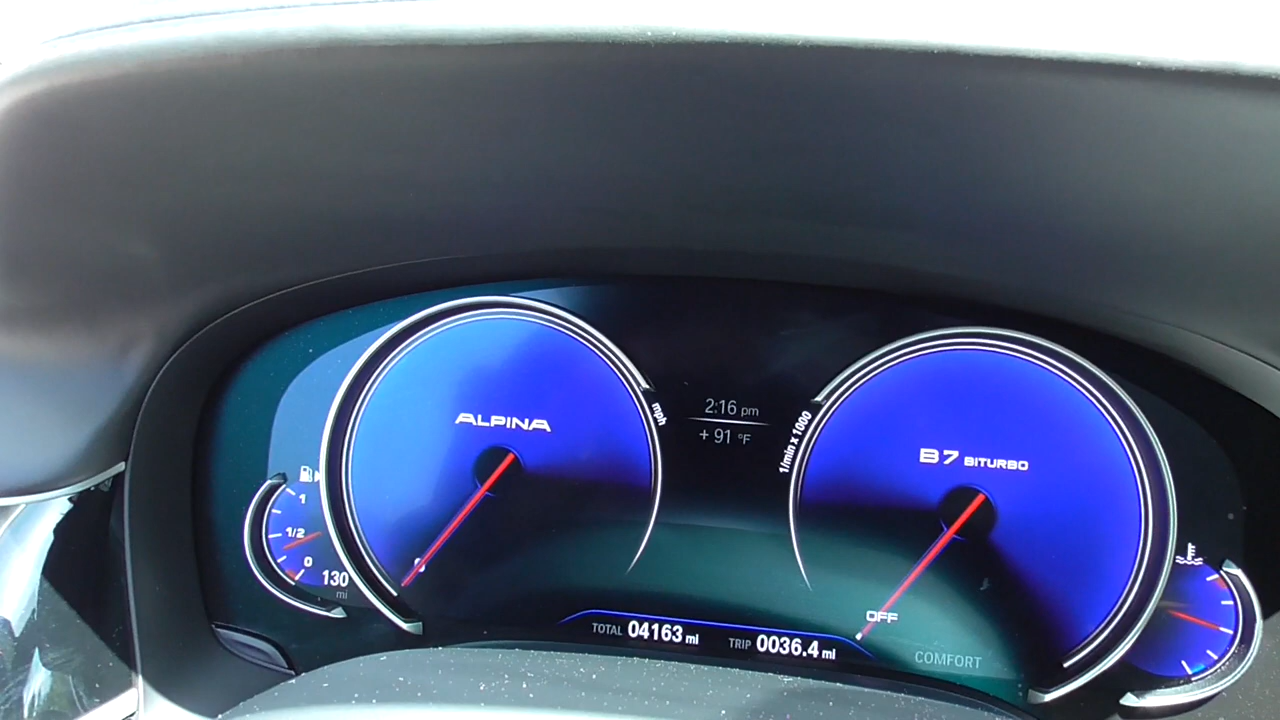 ALPINA
mph
2:16 pm
+ 91 °F
1/min x 1000
B7 BITURBO
1
1/2
0
130
mi
0
OFF
TOTAL 04163 mi
TRIP 0036.4 mi
COMFORT